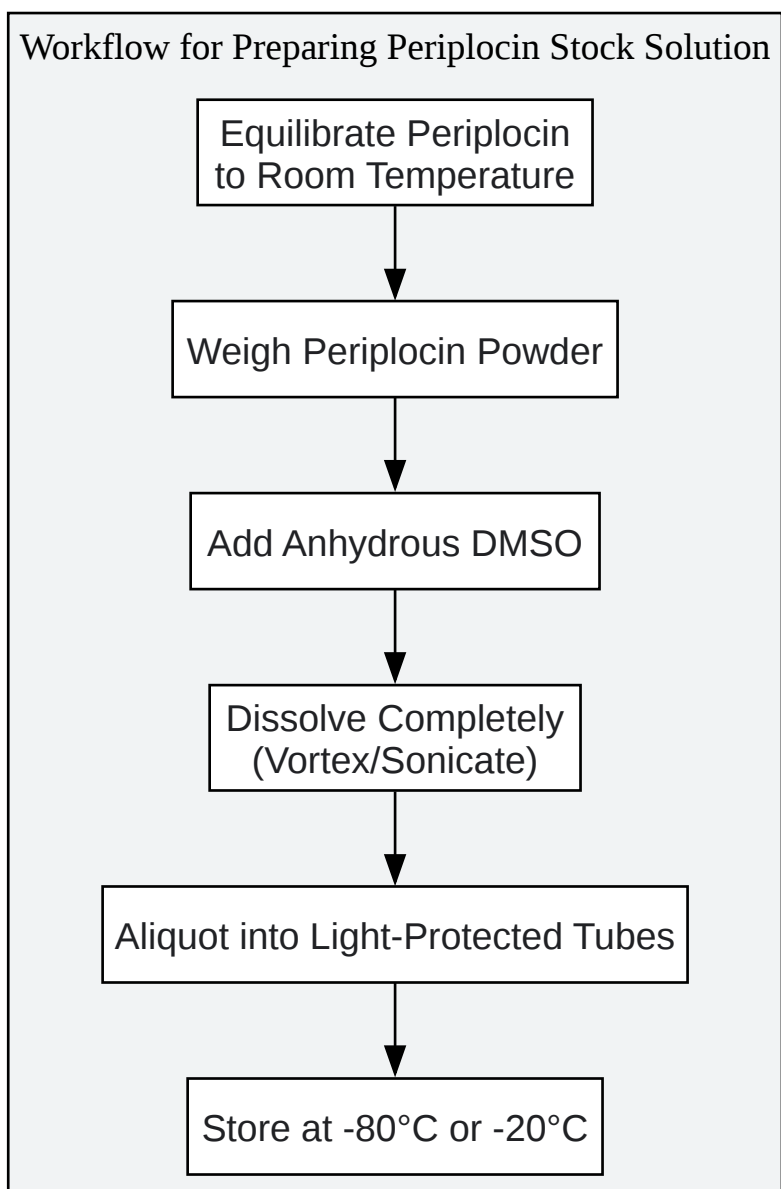 Workflow for Preparing Periplocin Stock Solution
Equilibrate Periplocin
to Room Temperature
Weigh Periplocin Powder
Add Anhydrous DMSO
Dissolve Completely
(Vortex/Sonicate)
Aliquot into Light-Protected Tubes
Store at -80°C or -20°C